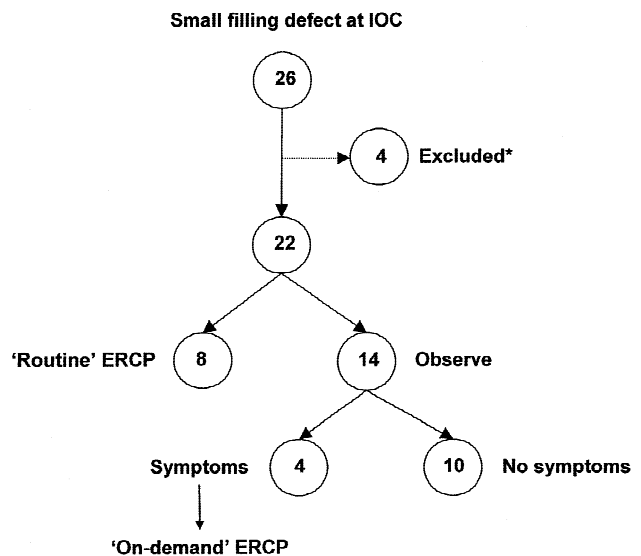 Small filling defect at IOC
26
4 Excluded*
22
'Routine' ERCP 8 14 Observe
Symptoms 4 10 No symptoms
'On-demand' ERCP